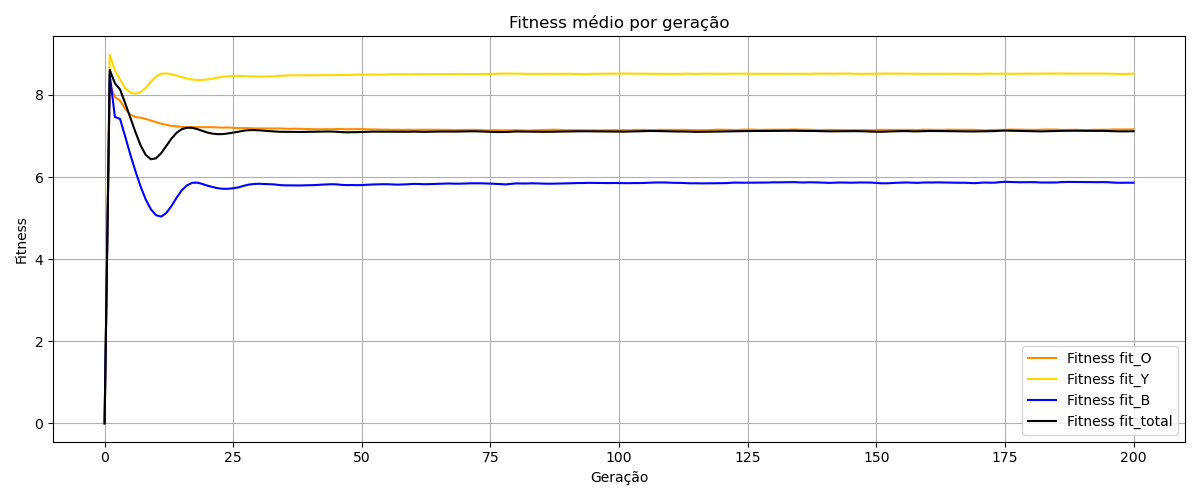 Fitness médio por geração
Fitness
8
6
4
2
0
0 25 50 75 100 125 150 175 200
Geração
Fitness fit_O
Fitness fit_Y
Fitness fit_B
Fitness fit_total